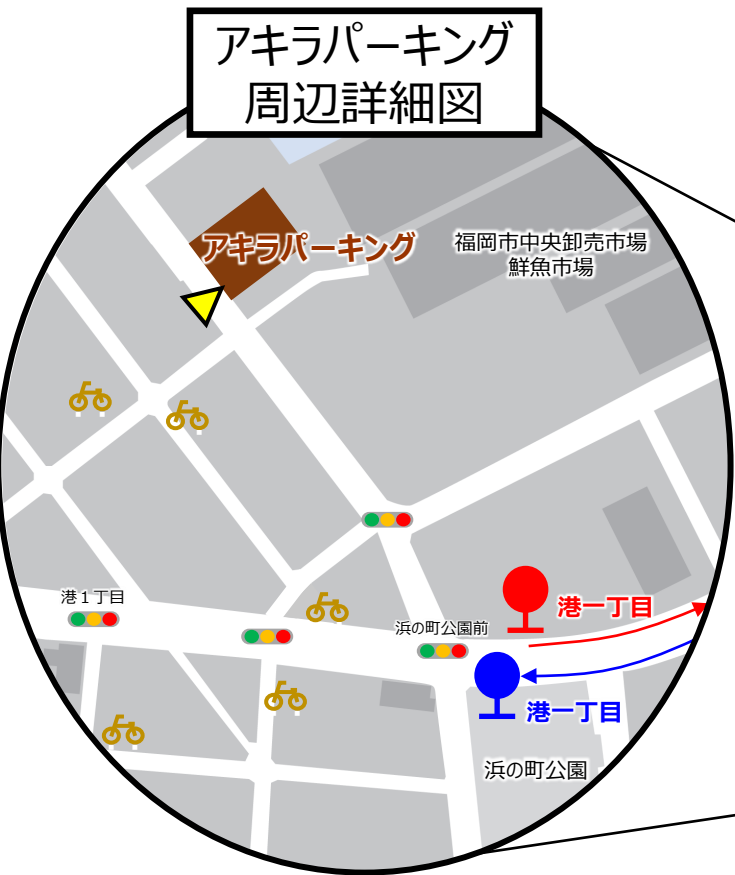 アキラパーキング
周辺詳細図
アキラパーキング
福岡市中央卸売市場
鮮魚市場
港１丁目
港一丁目
浜の町公園前
港一丁目
浜の町公園